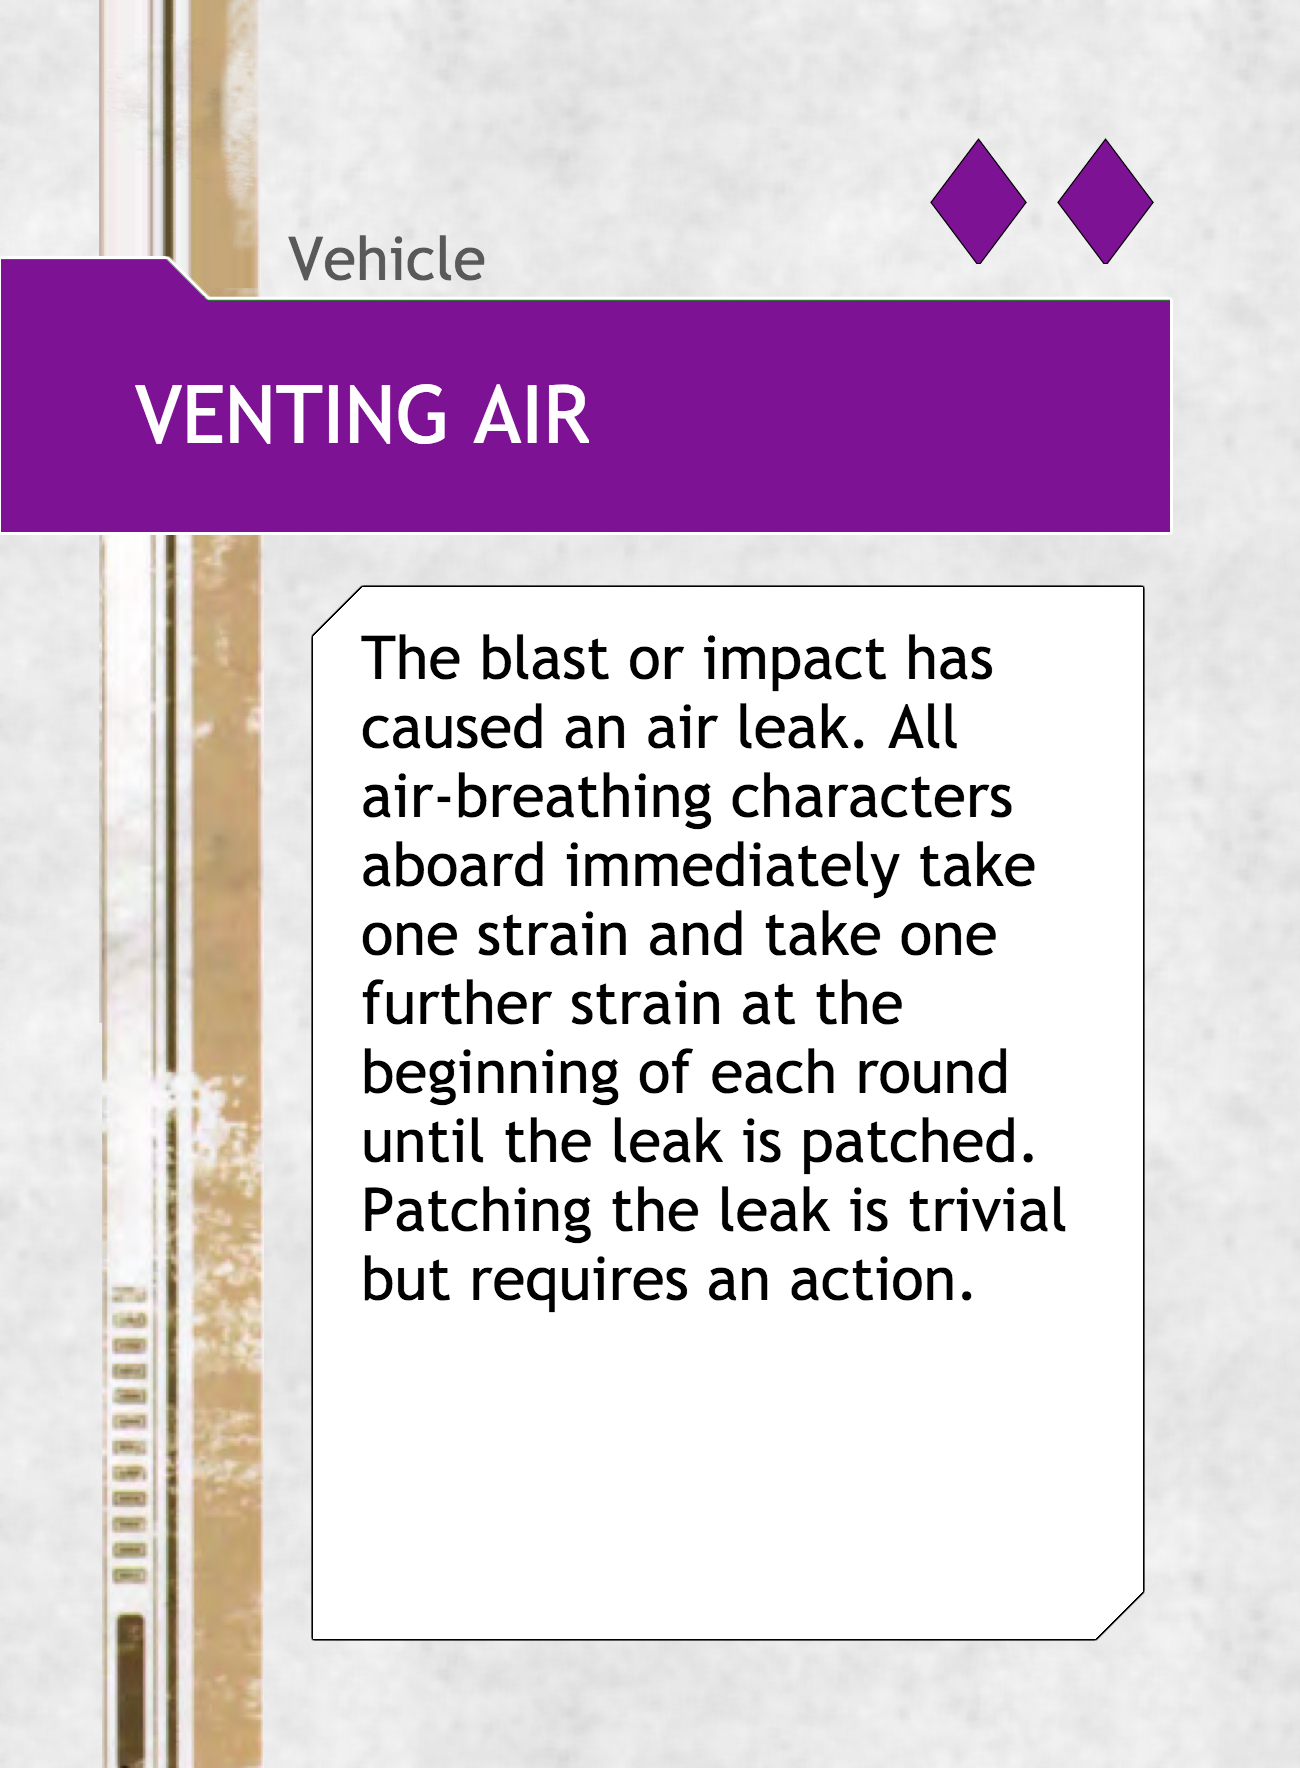 Vehicle
VENTING AIR
The blast or impact has
caused an air leak. All
air-breathing characters
aboard immediately take
one strain and take one
further strain at the
beginning of each round
until the leak is patched.
Patching the leak is trivial
but requires an action.